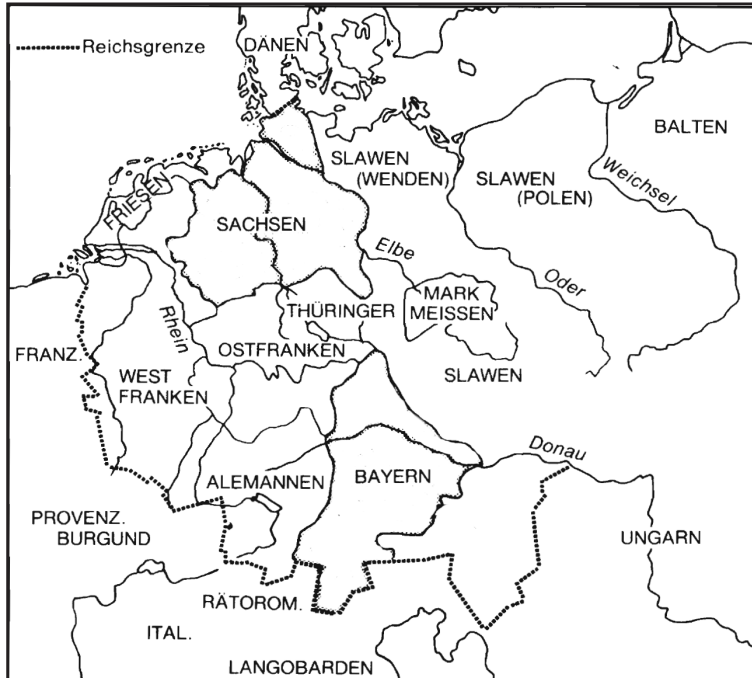 Reichsgrenze
DÄNEN
BALTEN
SLAWEN
(WENDEN)
SLAWEN
(POLEN)
Weichsel
FRIESEN
SACHSEN
Elbe
Oder
MARK
MEISSEN
THÜRINGER
Rhein
OSTFRANKEN
FRANZ.
WEST
FRANKEN
SLAWEN
Donau
ALEMANNEN
BAYERN
PROVENZ.
BURGUND
UNGARN
RÄTOROM.
ITAL.
LANGOBARDEN